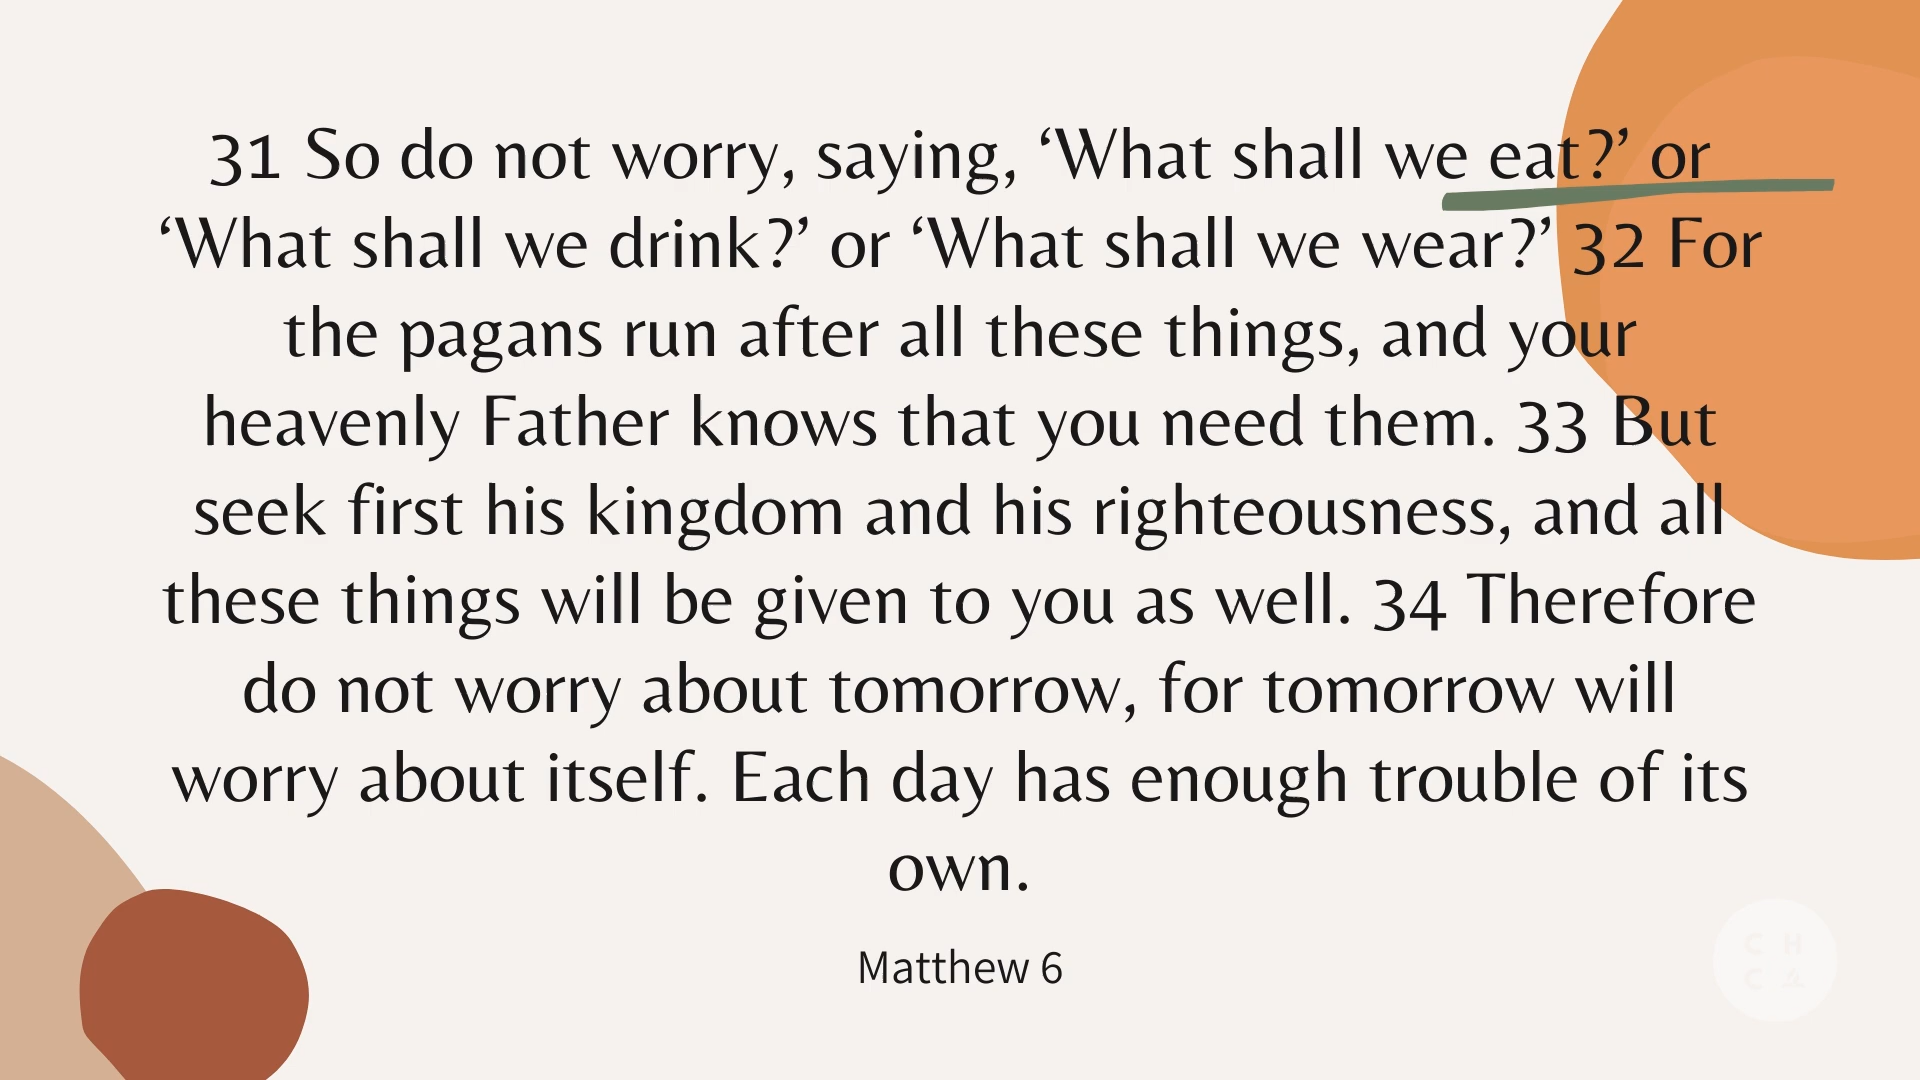 31 So do not worry, saying, ‘What shall we eat?’ or
‘What shall we drink?’ or ‘What shall we wear?’ 32 For
the pagans run after all these things, and your
heavenly Father knows that you need them. 33 But
seek first his kingdom and his righteousness, and all
these things will be given to you as well. 34 Therefore
do not worry about tomorrow, for tomorrow will
worry about itself. Each day has enough trouble of its
own.
Matthew 6
C H
C A